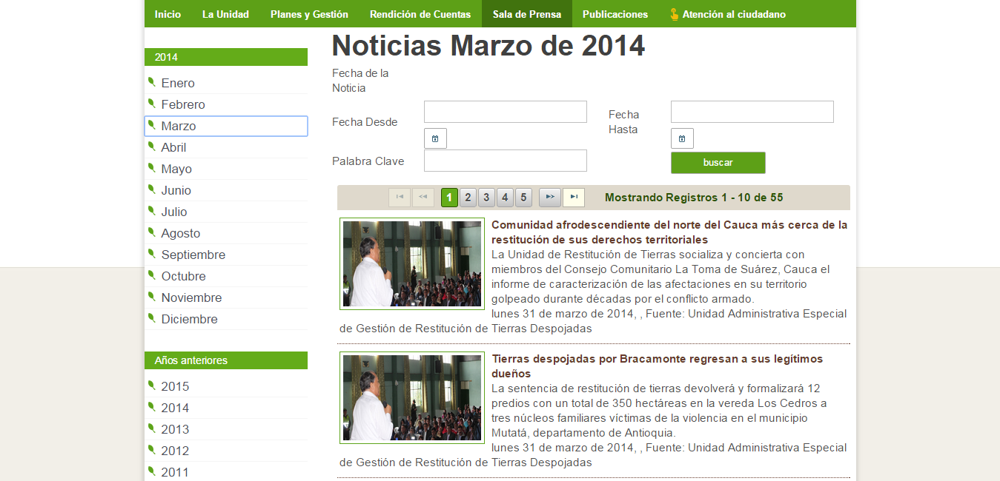 Inicio La Unidad Planes y Gestión Rendición de Cuentas Sala de Prensa Publicaciones Atención al ciudadano
2014
Enero
Febrero
Marzo
Abril
Mayo
Junio
Julio
Agosto
Septiembre
Octubre
Noviembre
Diciembre
Años anteriores
2015
2014
2013
2012
2011
Noticias Marzo de 2014
Fecha de la
Noticia
Fecha Desde
Fecha
Hasta
Palabra Clave
buscar
1 2 3 4 5 Mostrando Registros 1 - 10 de 55
Comunidad afrodescendiente del norte del Cauca más cerca de la
restitución de sus derechos territoriales
La Unidad de Restitución de Tierras socializa y concierta con
miembros del Consejo Comunitario La Toma de Suárez, Cauca el
informe de caracterización de las afectaciones en su territorio
golpeado durante décadas por el conflicto armado.
lunes 31 de marzo de 2014, , Fuente: Unidad Administrativa Especial
de Gestión de Restitución de Tierras Despojadas
Tierras despojadas por Bracamonte regresan a sus legítimos
dueños
La sentencia de restitución de tierras devolverá y formalizará 12
predios con un total de 350 hectáreas en la vereda Los Cedros a
tres núcleos familiares víctimas de la violencia en el municipio
Mutatá, departamento de Antioquia.
lunes 31 de marzo de 2014, , Fuente: Unidad Administrativa Especial
de Gestión de Restitución de Tierras Despojadas